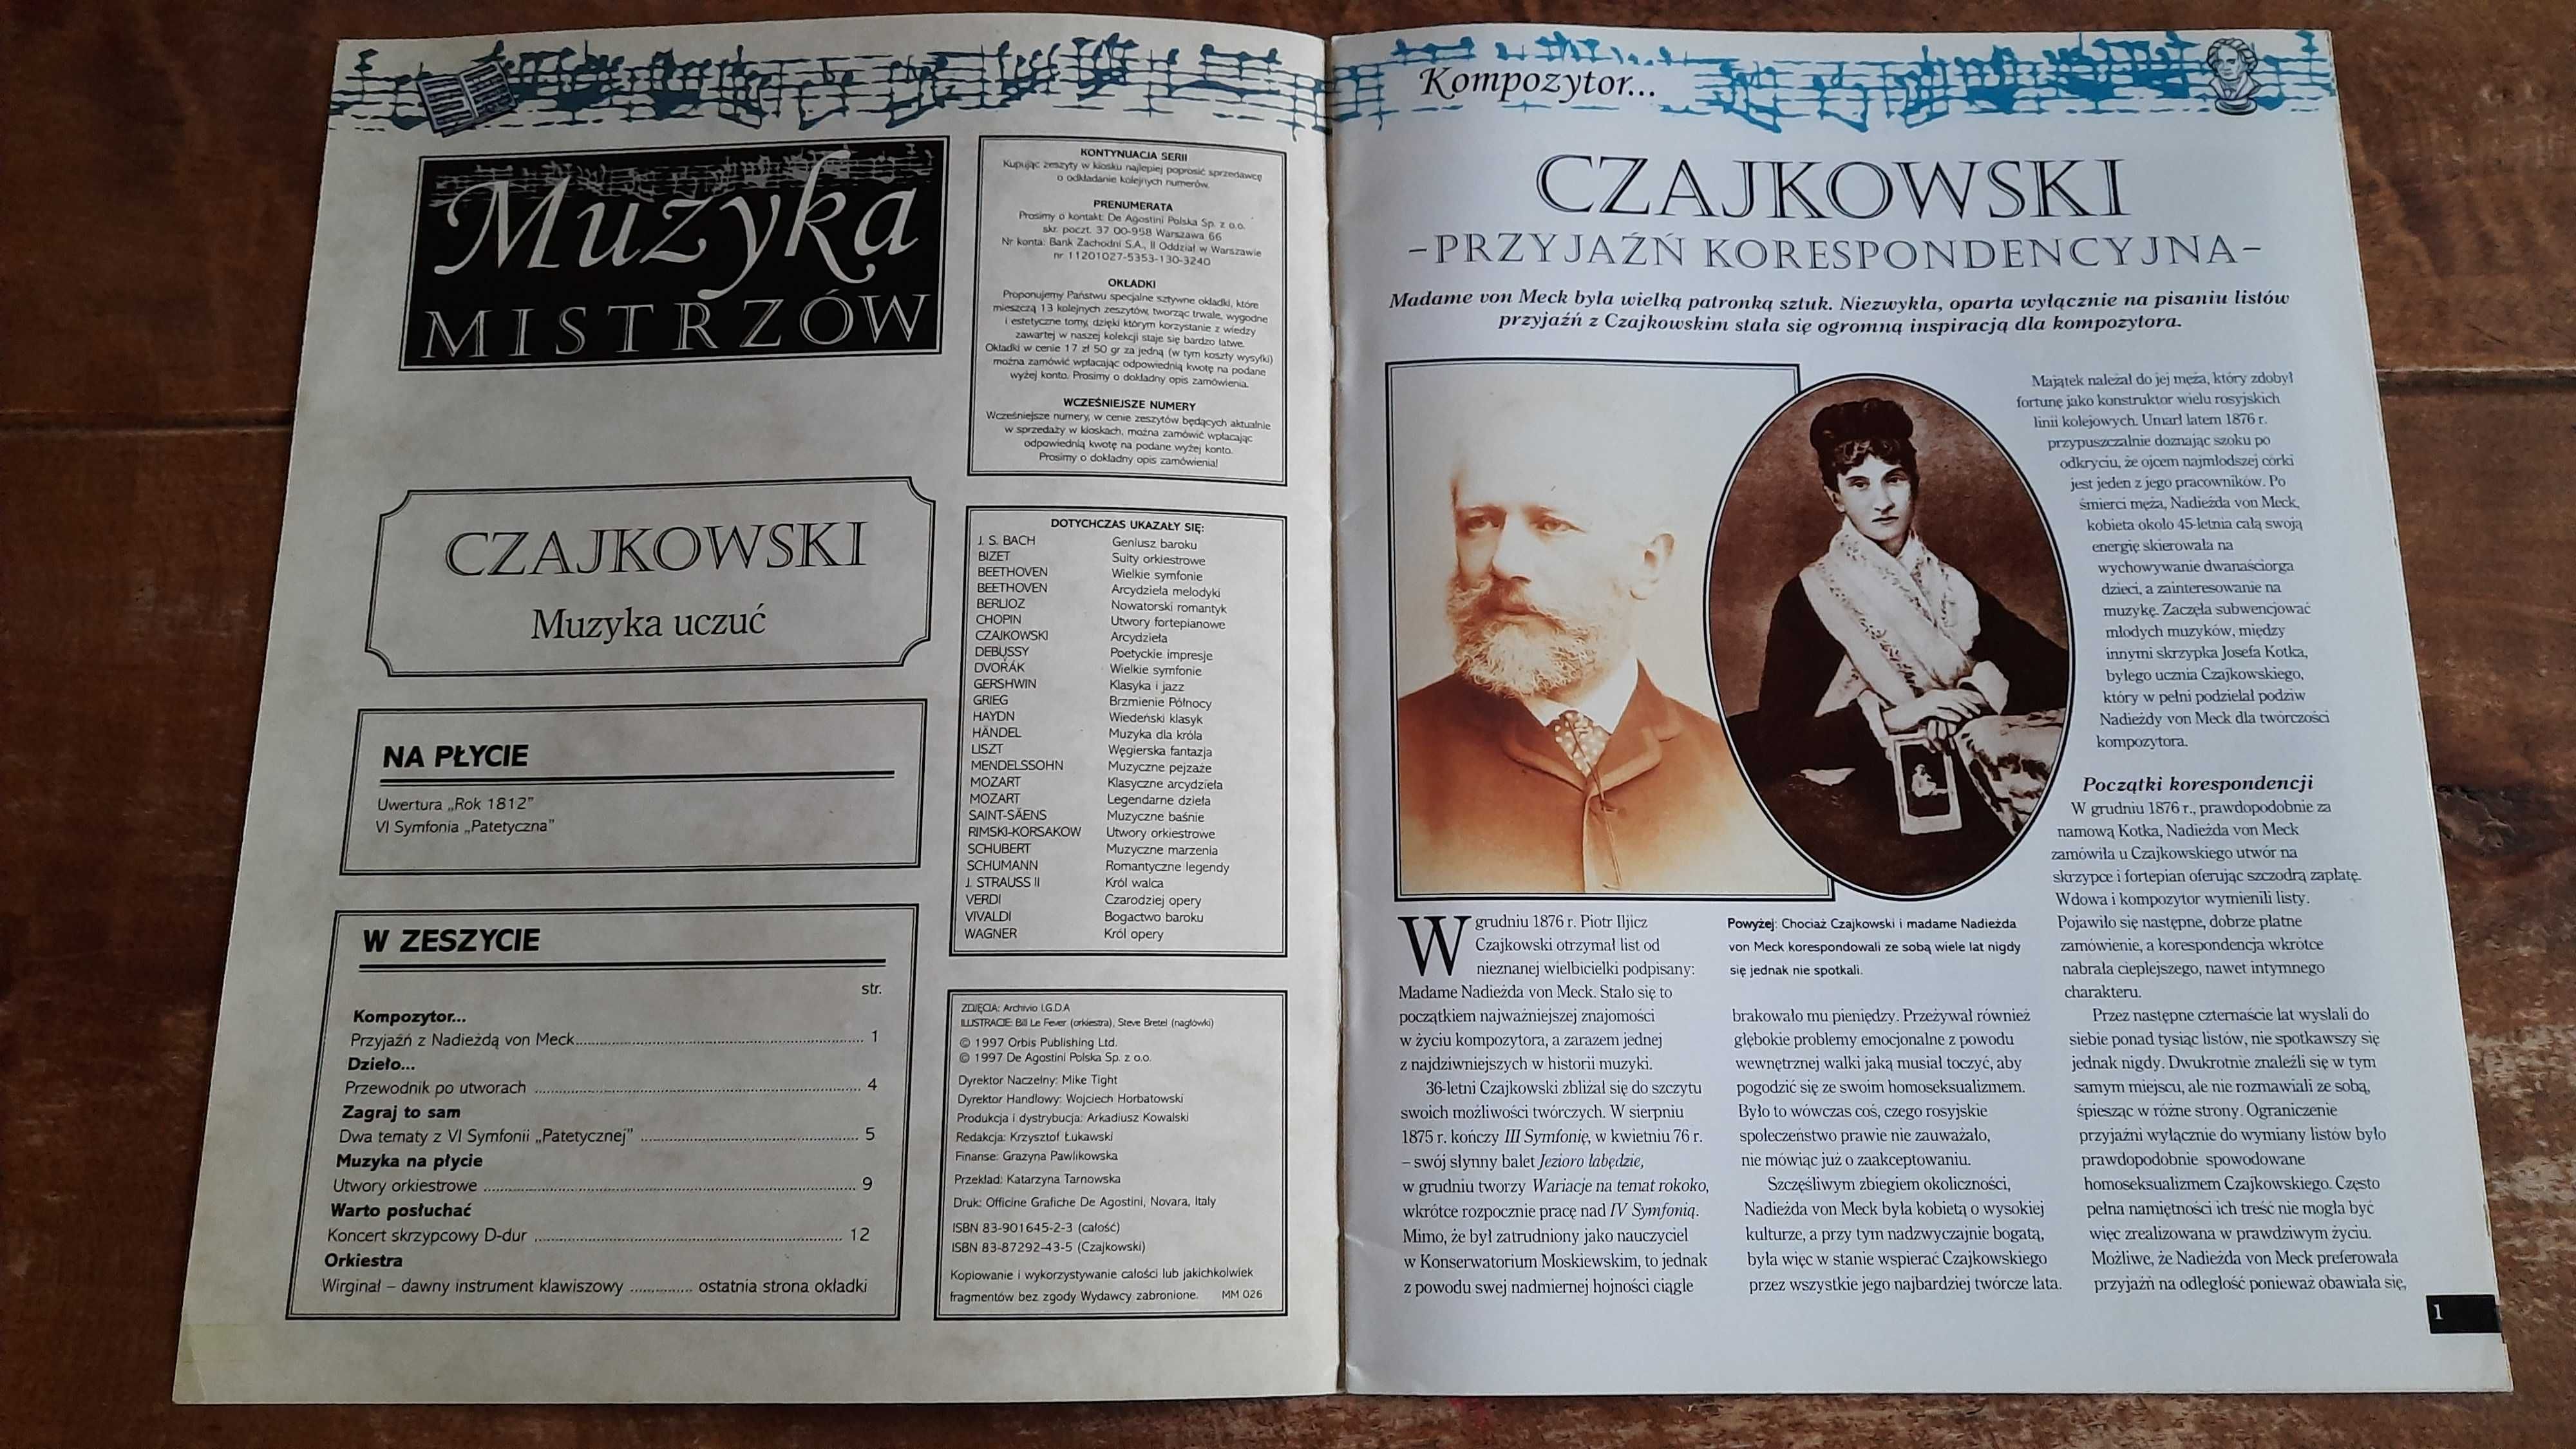 Muzyka
MISTRZÓW
CZAJKOWSKI
Muzyka uczuć
NA PŁYCIE
Uwertura „Rok 1812”
VI Symfonia „Patetyczna”
W ZESZYCIE
str.
Kompozytor...
Przyjaźń z Nadieżdą von Meck........ 1
Dzieło...
Przewodnik po utworach ........ 4
Zagraj to sam
Dwa tematy z VI Symfonii „Patetycznej” ........ 5
Muzyka na płycie
Utwory orkiestrowe ........ 9
Warto posłuchać
Koncert skrzypcowy D-dur ........ 12
Orkiestra
Wirginał – dawny instrument klawiszowy ........ ostatnia strona okładki
KONTYNUACJA SERII
Kupując zeszyty w kiosku najlepiej poprosić sprzedawcę
o odkładanie kolejnych numerów.
PRENUMERATA
Prosimy o kontakt: De Agostini Polska Sp. z o.o.
skr. poczt. 37 00-958 Warszawa 66
Nr konta: Bank Zachodni S.A., II Oddział w Warszawie
nr 11201027-5353-130-3240
OKŁADKI
Proponujemy Państwu specjalne sztywne okładki, które
mieszczą 13 kolejnych zeszytów, tworząc trwałe, wygodne
i estetyczne tomy, dzięki którym korzystanie z wiedzy
zawartej w naszej kolekcji staje się bardzo łatwe.
Okładki w cenie 17 zł 50 gr za jedną (w tym koszty wysyłki)
można zamówić wpłacając odpowiednią kwotę na podane
wyżej konto. Prosimy o dokładny opis zamówienia.
WCZEŚNIEJSZE NUMERY
Wcześniejsze numery, w cenie zeszytów będących aktualnie
w sprzedaży w kioskach, można zamówić wpłacając
odpowiednią kwotę na podane wyżej konto.
Prosimy o dokładny opis zamówienia!
DOTYCHCZAS UKAZAŁY SIĘ:
J. S. BACH Geniusz baroku
BIZET Suity orkiestrowe
BEETHOVEN Wielkie symfonie
BEETHOVEN Arcydzieła melodyki
BERLIOZ Nowatorski romantyk
CHOPIN Utwory fortepianowe
CZAJKOWSKI Arcydzieła
DEBUSSY Poetyckie impresje
DVOŘÁK Wielkie symfonie
GERSHWIN Klasyka i jazz
GRIEG Brzmienie Północy
HAYDN Wiedeński klasyk
HÄNDEL Muzyka dla króla
LISZT Węgierska fantazja
MENDELSSOHN Muzyczne pejzaże
MOZART Klasyczne arcydzieła
MOZART Legendarne dzieła
SAINT-SÄENS Muzyczne baśnie
RIMSKI-KORSAKOW Utwory orkiestrowe
SCHUBERT Muzyczne marzenia
SCHUMANN Romantyczne legendy
J. STRAUSS II Król walca
VERDI Czarodziej opery
VIVALDI Bogactwo baroku
WAGNER Król opery
ZDJĘCIA: Archivio I.G.D.A
ILUSTRACJE: Bill Le Fever (orkiestra), Steve Bretel (nagłówki)
© 1997 Orbis Publishing Ltd.
© 1997 De Agostini Polska Sp. z o.o.
Dyrektor Naczelny: Mike Tight
Dyrektor Handlowy: Wojciech Horbatowski
Produkcja i dystrybucja: Arkadiusz Kowalski
Redakcja: Krzysztof Łukawski
Finanse: Grażyna Pawlikowska
Przekład: Katarzyna Tarnowska
Druk: Officine Grafiche De Agostini, Novara, Italy
ISBN 83-901645-2-3 (całość)
ISBN 83-87292-43-5 (Czajkowski)
Kopiowanie i wykorzystywanie całości lub jakichkolwiek
fragmentów bez zgody Wydawcy zabronione. MM 026
Kompozytor...
CZAJKOWSKI
–PRZYJAŹŃ KORESPONDENCYJNA–
Madame von Meck była wielką patronką sztuk. Niezwykła, oparta wyłącznie na pisaniu listów
przyjaźń z Czajkowskim stała się ogromną inspiracją dla kompozytora.
W grudniu 1876 r. Piotr Iljicz
Czajkowski otrzymał list od
nieznanej wielbicielki podpisany:
Madame Nadieżda von Meck. Stało się to
początkiem najważniejszej znajomości
w życiu kompozytora, a zarazem jednej
z najdziwniejszych w historii muzyki.
36-letni Czajkowski zbliżał się do szczytu
swoich możliwości twórczych. W sierpniu
1875 r. kończy III Symfonię, w kwietniu 76 r.
– swój słynny balet Jezioro łabędzie,
w grudniu tworzy Wariacje na temat rokoko,
wkrótce rozpocznie pracę nad IV Symfonią.
Mimo, że był zatrudniony jako nauczyciel
w Konserwatorium Moskiewskim, to jednak
z powodu swej nadmiernej hojności ciągle
Powyżej: Chociaż Czajkowski i madame Nadieżda
von Meck korespondowali ze sobą wiele lat nigdy
się jednak nie spotkali.
brakowało mu pieniędzy. Przeżywał również
głębokie problemy emocjonalne z powodu
wewnętrznej walki jaką musiał toczyć, aby
pogodzić się ze swoim homoseksualizmem.
Było to wówczas coś, czego rosyjskie
społeczeństwo prawie nie zauważało,
nie mówiąc już o zaakceptowaniu.
Szczęśliwym zbiegiem okoliczności,
Nadieżda von Meck była kobietą o wysokiej
kulturze, a przy tym nadzwyczajnie bogatą,
była więc w stanie wspierać Czajkowskiego
przez wszystkie jego najbardziej twórcze lata.
Majątek należał do jej męża, który zdobył
fortunę jako konstruktor wielu rosyjskich
linii kolejowych. Umarł latem 1876 r.
przypuszczalnie doznając szoku po
odkryciu, że ojcem najmłodszej córki
jest jeden z jego pracowników. Po
śmierci męża, Nadieżda von Meck,
kobieta około 45-letnia całą swoją
energię skierowała na
wychowywanie dwanaściorga
dzieci, a zainteresowanie na
muzykę. Zaczęła subwencjować
młodych muzyków, między
innymi skrzypka Josefa Kotka,
byłego ucznia Czajkowskiego,
który w pełni podzielał podziw
Nadieżdy von Meck dla twórczości
kompozytora.
Początki korespondencji
W grudniu 1876 r., prawdopodobnie za
namową Kotka, Nadieżda von Meck
zamówiła u Czajkowskiego utwór na
skrzypce i fortepian oferując szczodrą zapłatę.
Wdowa i kompozytor wymienili listy.
Pojawiło się następne, dobrze płatne
zamówienie, a korespondencja wkrótce
nabrała cieplejszego, nawet intymnego
charakteru.
Przez następne czternaście lat wysłali do
siebie ponad tysiąc listów, nie spotkawszy się
jednak nigdy. Dwukrotnie znaleźli się w tym
samym miejscu, ale nie rozmawiali ze sobą,
śpiesząc w różne strony. Ograniczenie
przyjaźni wyłącznie do wymiany listów było
prawdopodobnie spowodowane
homoseksualizmem Czajkowskiego. Często
pełna namiętności ich treść nie mogła być
więc zrealizowana w prawdziwym życiu.
Możliwe, że Nadieżda von Meck preferowała
przyjaźń na odległość ponieważ obawiała się,
1